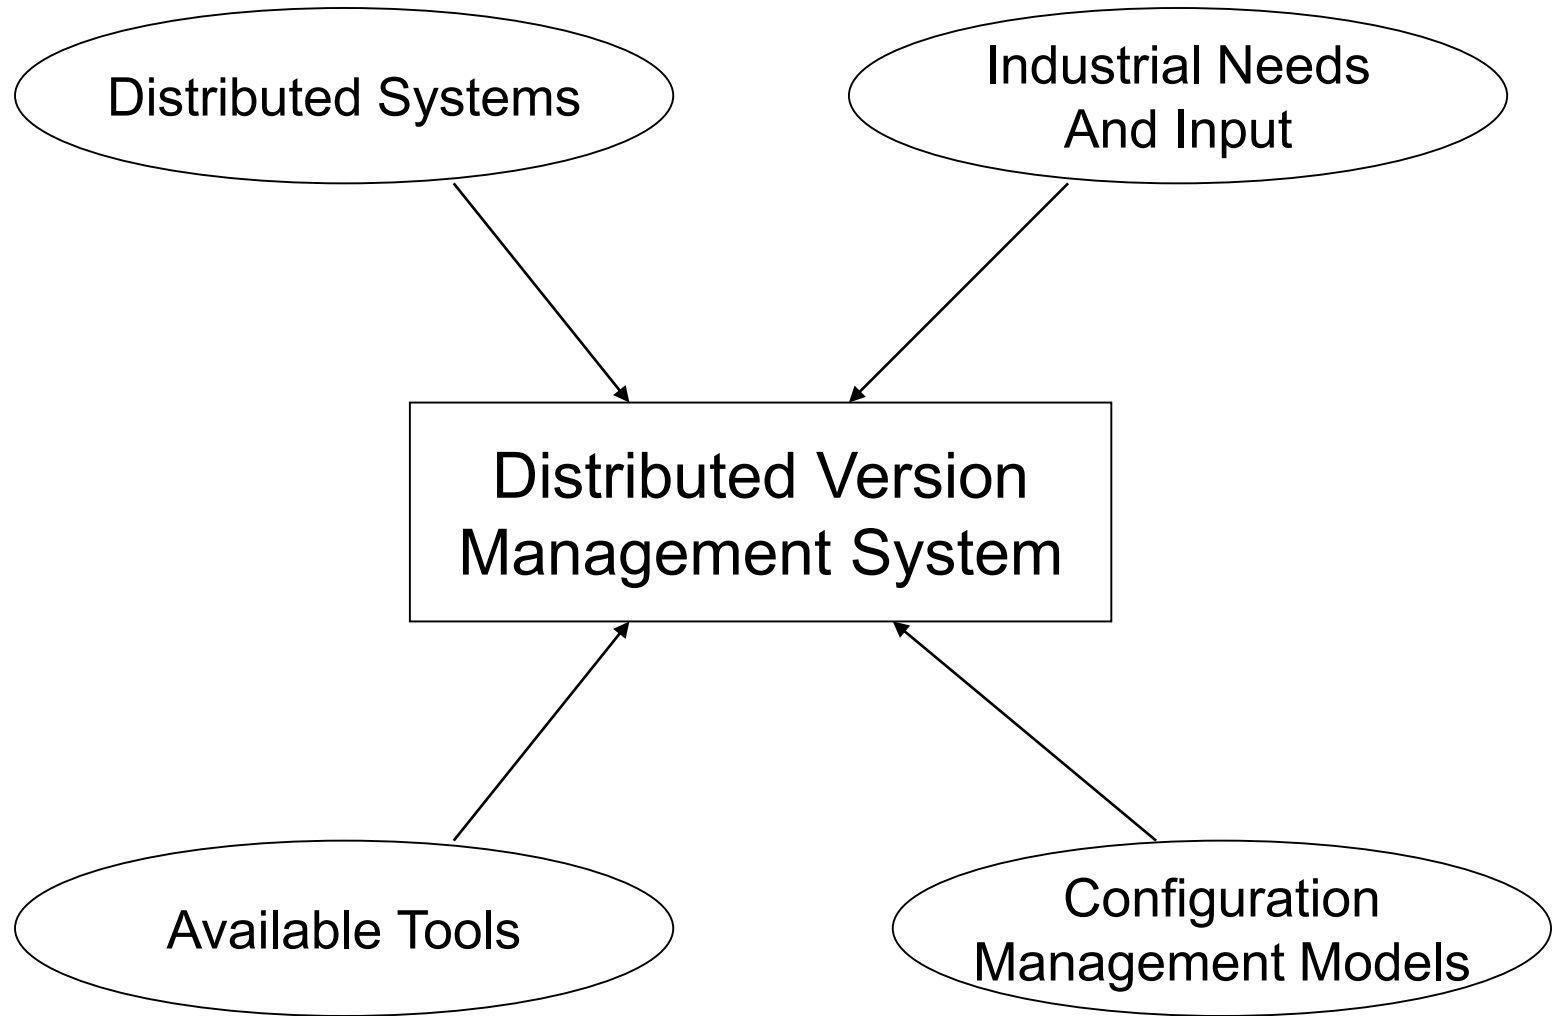 Distributed Systems
Industrial Needs
And Input
Distributed Version
Management System
Available Tools
Configuration
Management Models